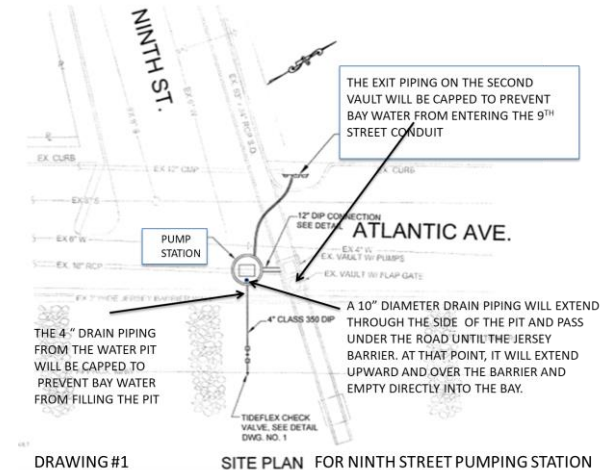 NINTH ST.
THE EXIT PIPING ON THE SECOND
VAULT WILL BE CAPPED TO PREVENT
BAY WATER FROM ENTERING THE 9TH
STREET CONDUIT
EX. CURB
EX 12" CMP
EX. CURB
12" DIP CONNECTION
SEE DETAIL
ATLANTIC AVE.
PUMP
STATION
EX 8" W
EX 4" W
EX. VAULT W/ PUMPS
EX. VAULT W/ FLAP GATE
EX. 10" RCP
A 10” DIAMETER DRAIN PIPING WILL EXTEND
THROUGH THE SIDE OF THE PIT AND PASS
UNDER THE ROAD UNTIL THE JERSEY
BARRIER. AT THAT POINT, IT WILL EXTEND
UPWARD AND OVER THE BARRIER AND
EMPTY DIRECTLY INTO THE BAY.
4" CLASS 350 DIP
THE 4 “ DRAIN PIPING
FROM THE WATER PIT
WILL BE CAPPED TO
PREVENT BAY WATER
FROM FILLING THE PIT
TIDEFLEX CHECK
VALVE, SEE DETAIL
DWG. NO. 1
DRAWING #1
SITE PLAN FOR NINTH STREET PUMPING STATION